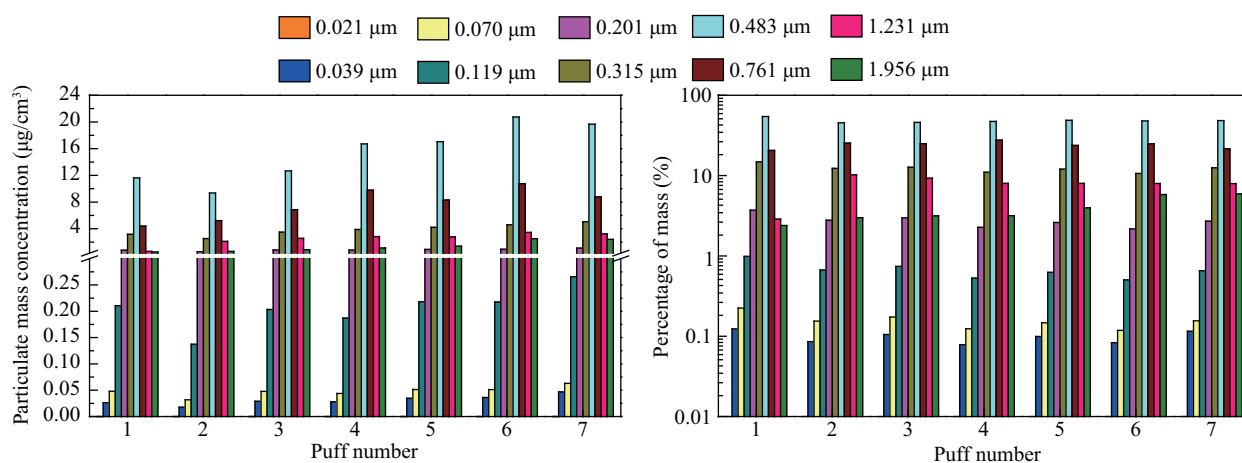 0.021 μm 0.070 μm 0.201 μm 0.483 μm 1.231 μm
0.039 μm 0.119 μm 0.315 μm 0.761 μm 1.956 μm
Particulate mass concentration (μg/cm³)
24
20
16
12
8
4
0.25
0.20
0.15
0.10
0.05
0.00
1 2 3 4 5 6 7
Puff number
Percentage of mass (%)
100
10
1
0.1
0.01
1 2 3 4 5 6 7
Puff number